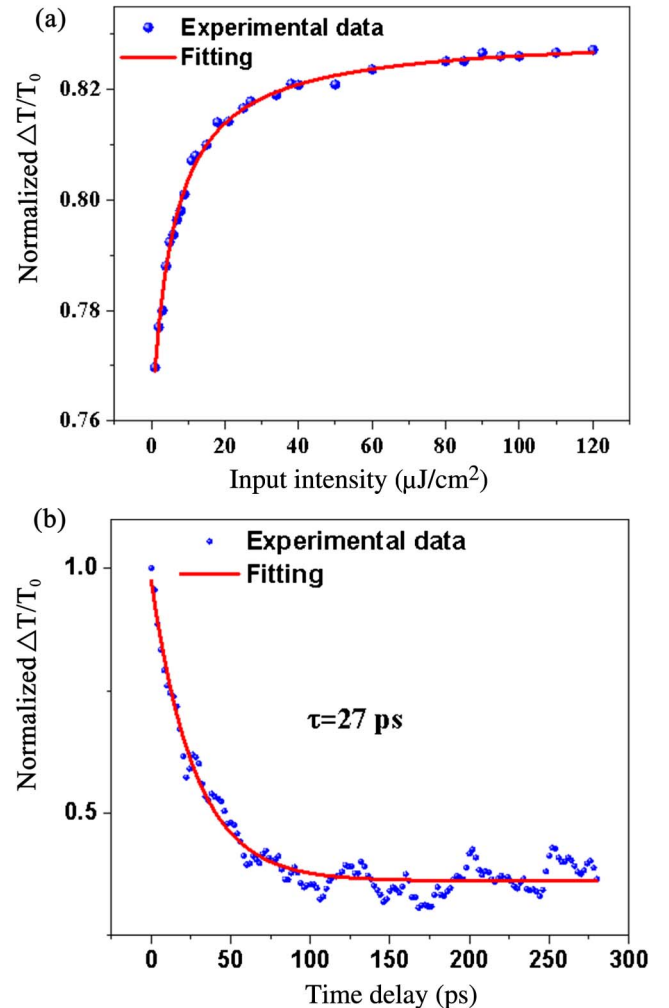 (a)
Experimental data
Fitting
Normalized △T/T₀
0.82
0.80
0.78
0.76
0 20 40 60 80 100 120
Input intensity (μJ/cm²)
(b)
Experimental data
Fitting
Normalized △T/T₀
1.0
0.5
τ=27 ps
0 50 100 150 200 250 300
Time delay (ps)